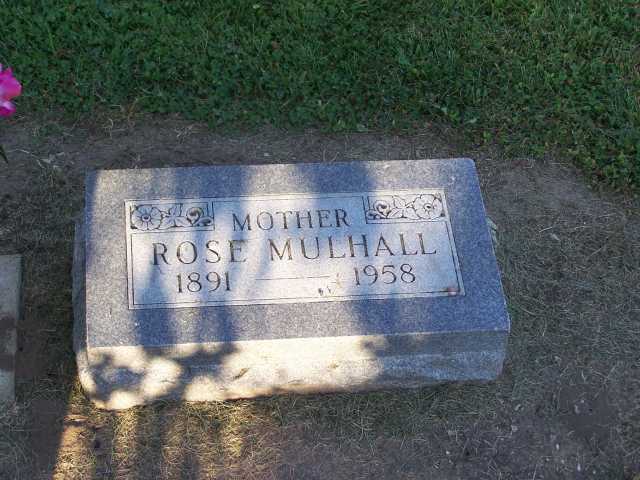 MOTHER
ROSE MULHALL
1891 — 1958